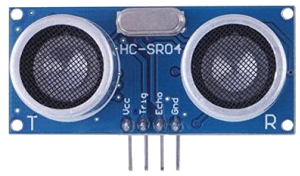 HC-SR04
Vcc
Trig
Echo
Gnd
T
R